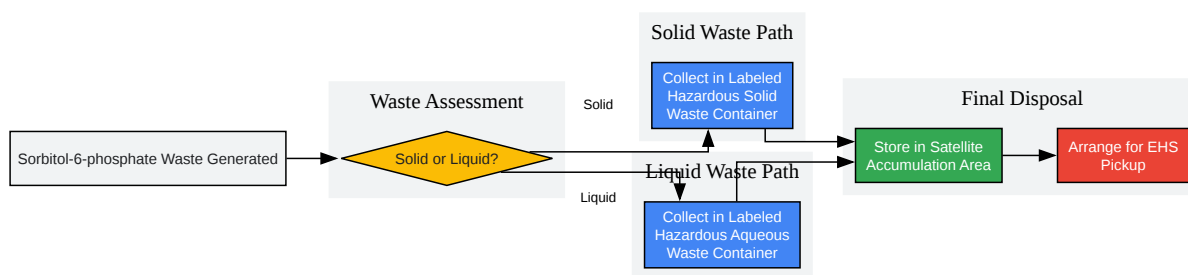 Solid Waste Path
Collect in Labeled
Hazardous Solid
Waste Container
Waste Assessment
Solid
Final Disposal
Sorbitol-6-phosphate Waste Generated
Solid or Liquid?
Store in Satellite
Accumulation Area
Arrange for EHS
Pickup
Liquid
Liquid Waste Path
Collect in Labeled
Hazardous Aqueous
Waste Container